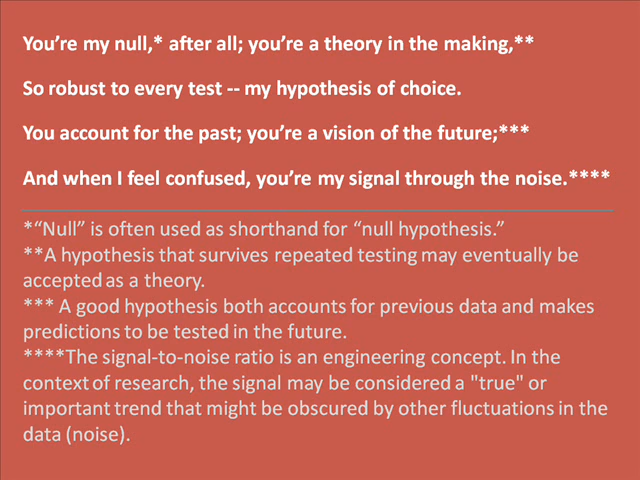 You’re my null,* after all; you’re a theory in the making,**
So robust to every test -- my hypothesis of choice.
You account for the past; you’re a vision of the future;***
And when I feel confused, you’re my signal through the noise.****
*“Null” is often used as shorthand for “null hypothesis.”
**A hypothesis that survives repeated testing may eventually be
accepted as a theory.
*** A good hypothesis both accounts for previous data and makes
predictions to be tested in the future.
****The signal-to-noise ratio is an engineering concept. In the
context of research, the signal may be considered a "true" or
important trend that might be obscured by other fluctuations in the
data (noise).